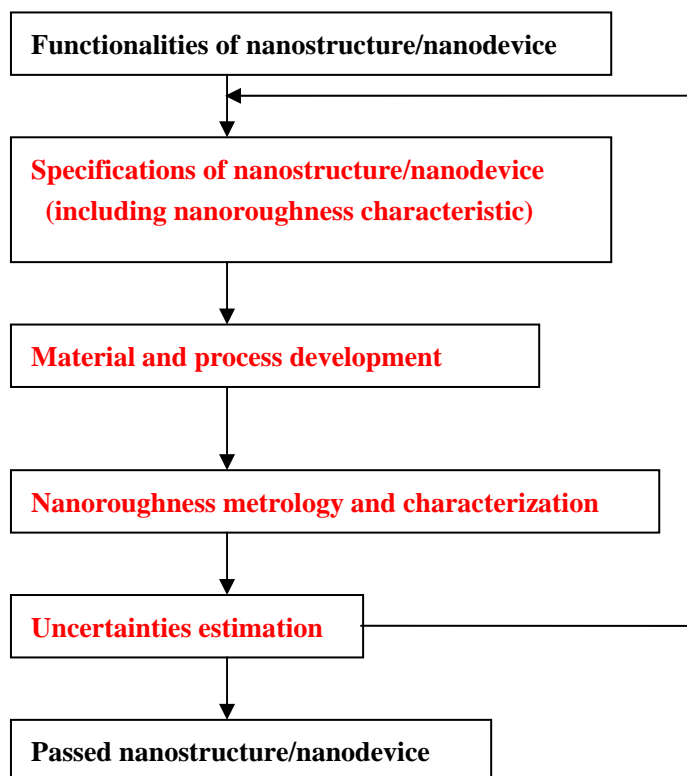 Functionalities of nanostructure/nanodevice
Specifications of nanostructure/nanodevice
(including nanoroughness characteristic)
Material and process development
Nanoroughness metrology and characterization
Uncertainties estimation
Passed nanostructure/nanodevice